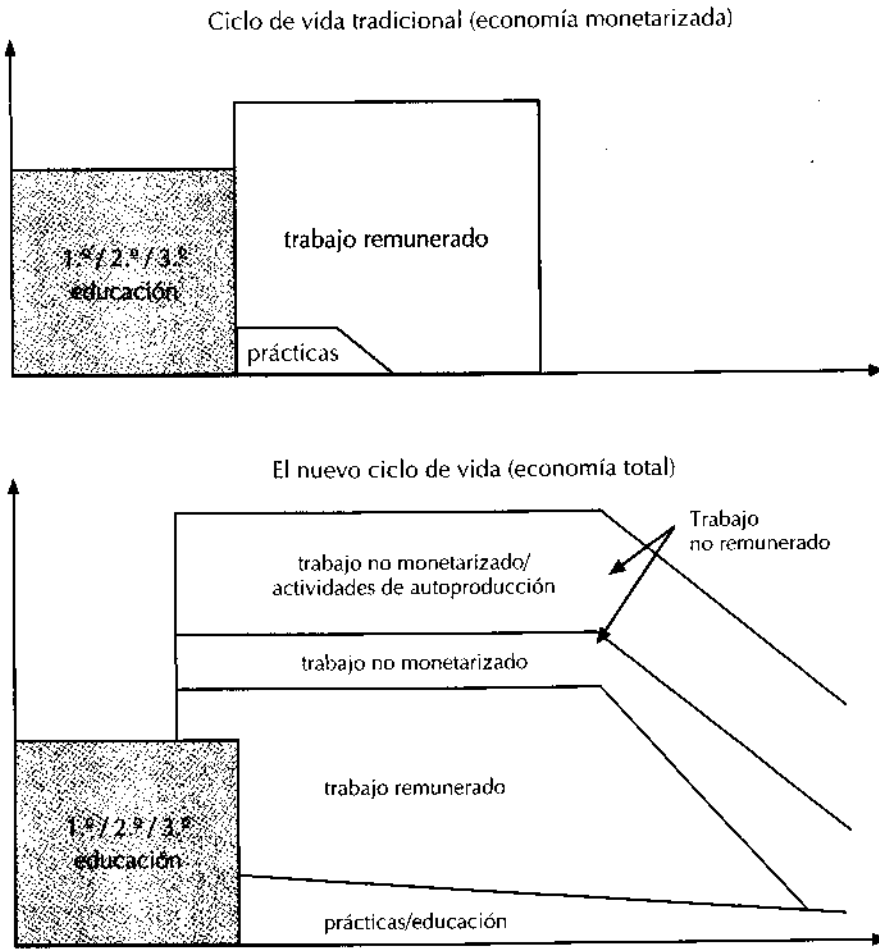 Ciclo de vida tradicional (economía monetarizada)
trabajo remunerado
1.º/ 2.º/ 3.º
educación
prácticas
El nuevo ciclo de vida (economía total)
Trabajo
no remunerado
trabajo no monetarizado/
actividades de autoproducción
trabajo no monetarizado
trabajo remunerado
1.º/ 2.º/ 3.º
educación
prácticas/educación